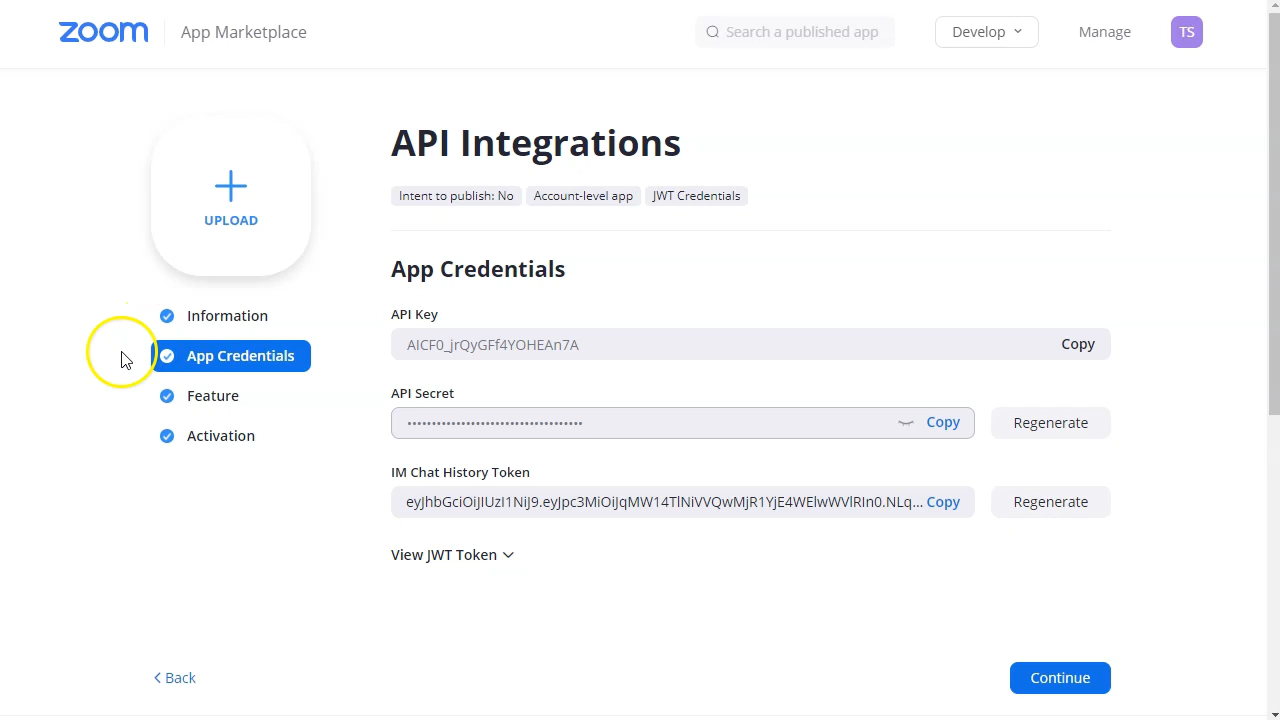 zoom App Marketplace
Search a published app
Develop
Manage
TS
UPLOAD
Information
App Credentials
Feature
Activation
API Integrations
Intent to publish: No Account-level app JWT Credentials
App Credentials
API Key
AICF0_jrQyGFf4YOHEAn7A Copy
API Secret
Copy Regenerate
IM Chat History Token
eyJhbGciOiJIUzI1NiJ9.eyJpc3MiOiJqMW14TlNiVVQwMjR1YjE4WElwWVlRIn0.NLq... Copy Regenerate
View JWT Token
Back
Continue